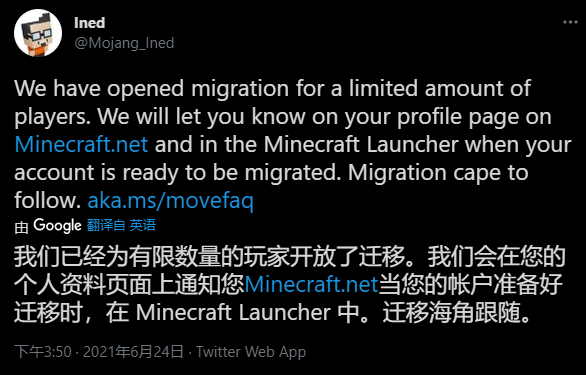 Ined
@Mojang_Ined
We have opened migration for a limited amount of
players. We will let you know on your profile page on
Minecraft.net and in the Minecraft Launcher when your
account is ready to be migrated. Migration cape to
follow. aka.ms/movefaq
由 Google 翻译自 英语
我们已经为有限数量的玩家开放了迁移。我们会在您的
个人资料页面上通知您Minecraft.net当您的帐户准备好
迁移时，在 Minecraft Launcher 中。迁移海角跟随。
下午3:50 · 2021年6月24日 · Twitter Web App